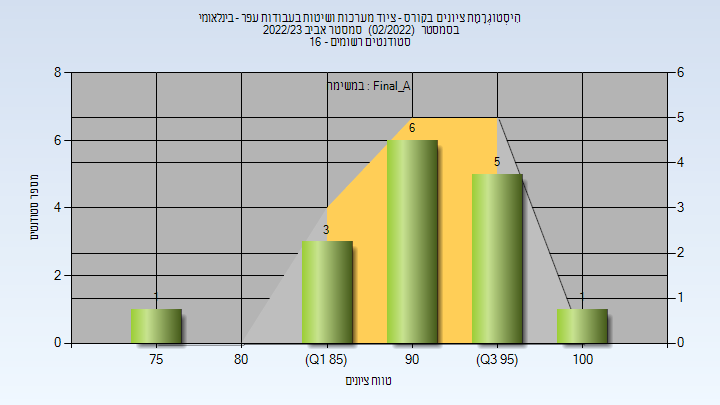 היסטוגרמת ציונים בקורס - ציוד מערכות ושיטות בעבודות עפר - בינלאומי
בסמסטר (02/2022) סמסטר אביב 2022/23
סטודנטים רשומים - 16
במשימה : Final_A
8
6
4
2
0
6
5
4
3
2
1
0
מספר סטודנטים
1
3
6
5
1
75
80
(Q1 85)
90
(Q3 95)
100
טווח ציונים